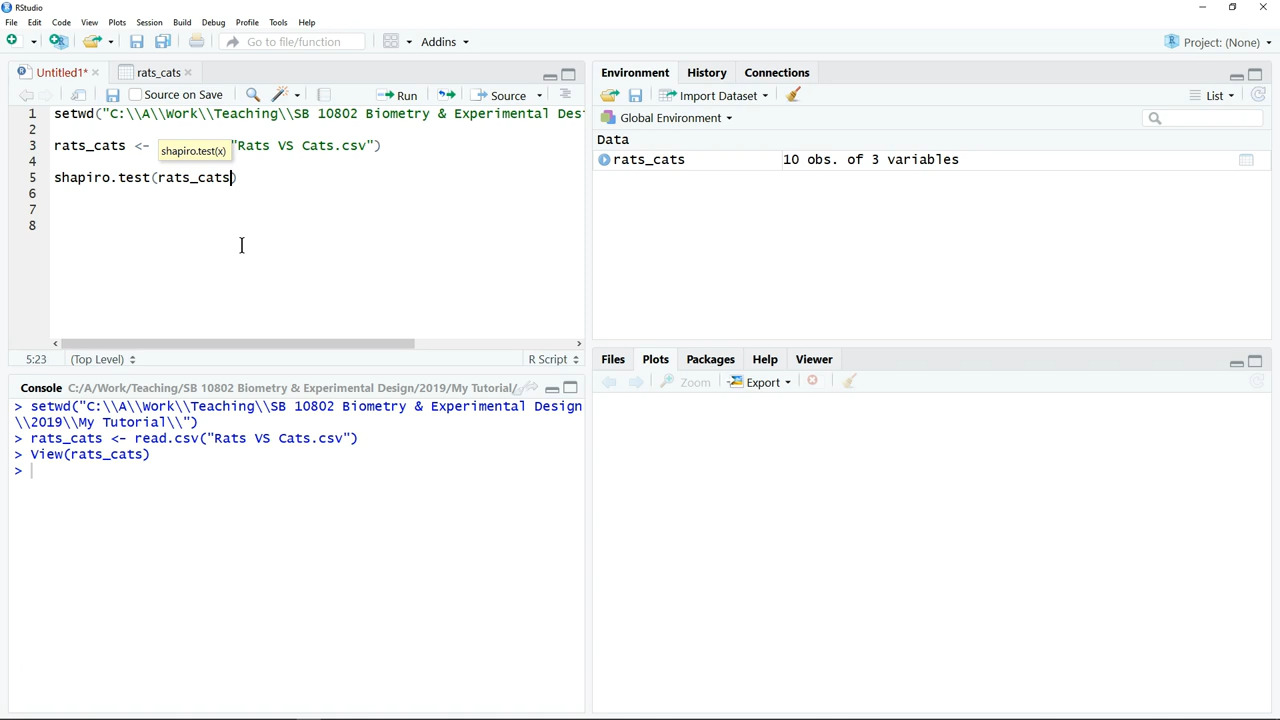 RStudio
File Edit Code View Plots Session Build Debug Profile Tools Help
Go to file/function Addins Project: (None)
Untitled1* rats_cats
Source on Save Run Source
1 setwd("C:\\A\\Work\\Teaching\\SB 10802 Biometry & Experimental Des
2
3 rats_cats <- "Rats VS Cats.csv")
shapiro.test(x)
4
5 shapiro.test(rats_cats)
6
7
8
5:23 (Top Level) R Script
Console C:/A/Work/Teaching/SB 10802 Biometry & Experimental Design/2019/My Tutorial/
> setwd("C:\\A\\Work\\Teaching\\SB 10802 Biometry & Experimental Design
\\2019\\My Tutorial\\")
> rats_cats <- read.csv("Rats VS Cats.csv")
> View(rats_cats)
>
Environment History Connections
Import Dataset List
Global Environment
Data
rats_cats 10 obs. of 3 variables
Files Plots Packages Help Viewer
Zoom Export